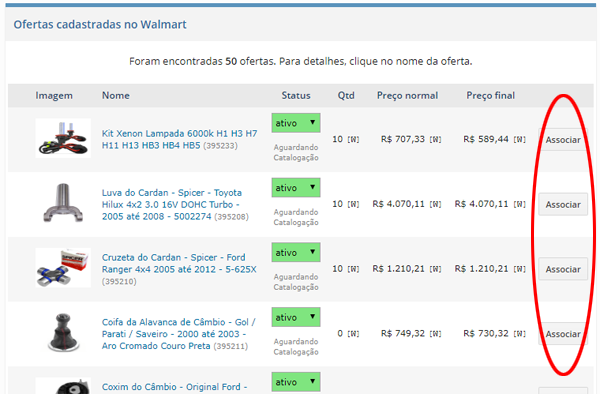 Ofertas cadastradas no Walmart
Foram encontradas 50 ofertas. Para detalhes, clique no nome da oferta.
Imagem Nome Status Qtd Preço normal Preço final
Kit Xenon Lampada 6000k H1 H3 H7
H11 H13 HB3 HB4 HB5 (395233)
ativo
Aguardando
Catalogação
10 [W] R$ 707,33 [W] R$ 589,44 [W] Associar
Luva do Cardan - Spicer - Toyota
Hilux 4x2 3.0 16V DOHC Turbo -
2005 até 2008 - 5002274 (395208)
ativo
Aguardando
Catalogação
10 [W] R$ 4.070,11 [W] R$ 4.070,11 [W] Associar
SPICER
Cruzeta do Cardan - Spicer - Ford
Ranger 4x4 2005 até 2012 - 5-625X
(395210)
ativo
Aguardando
Catalogação
10 [W] R$ 1.210,21 [W] R$ 1.210,21 [W] Associar
Coifa da Alavanca de Câmbio - Gol /
Parati / Saveiro - 2000 até 2003 -
Aro Cromado Couro Preta (395211)
ativo
Aguardando
Catalogação
0 [W] R$ 749,32 [W] R$ 730,32 [W] Associar
Coxim do Câmbio - Original Ford -
ativo